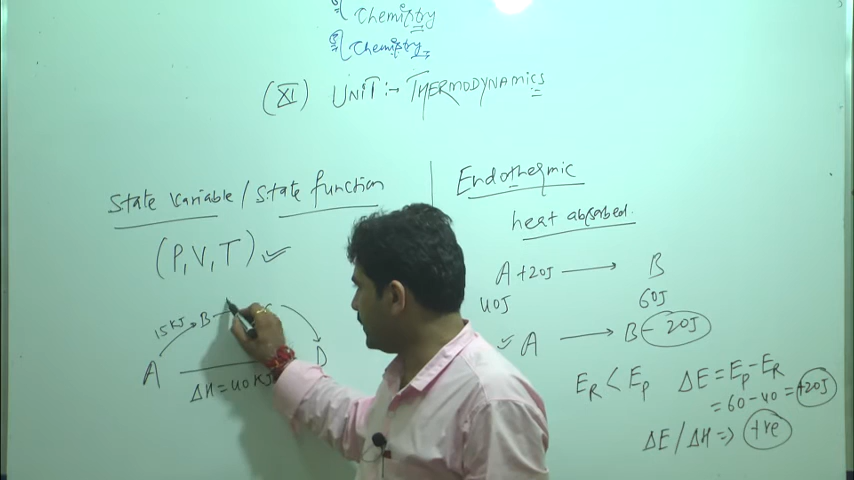 Chemistry
Chemistry
(XI) UNIT:- THERMODYNAMICS
State Variable / State function
(P, V, T) ✓
15 KJ
B
A
D
ΔH = 40 KJ
Endothermic
heat absorbed.
A + 20J ⟶ B
40J 60J
✓ A ⟶ B - 20J
E_R < E_P ΔE = E_P - E_R
= 60 - 40 = +20J
ΔE / ΔH ⇒ +ve